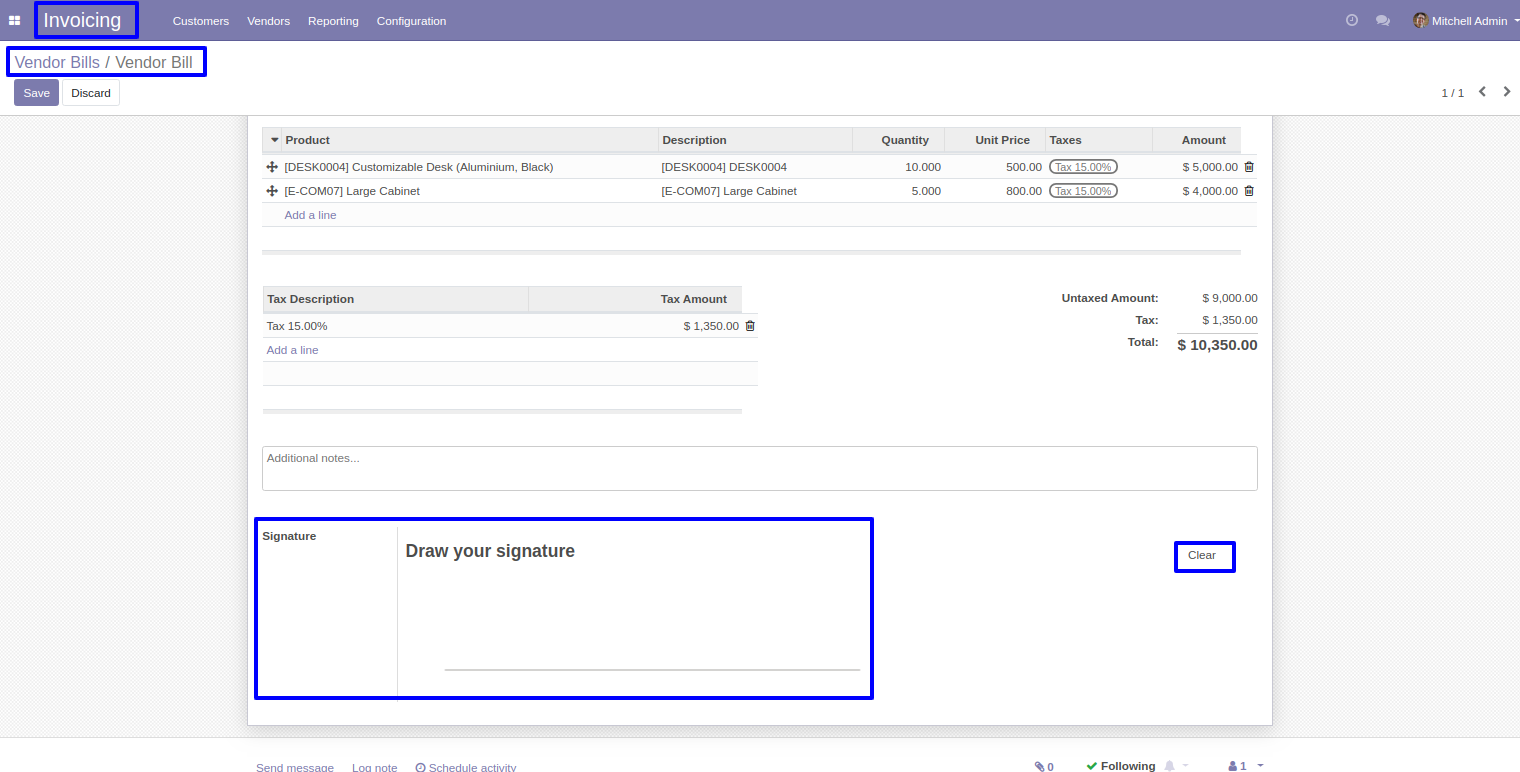 Invoicing Customers Vendors Reporting Configuration Mitchell Admin
Vendor Bills / Vendor Bill
Save Discard 1 / 1
Product Description Quantity Unit Price Taxes Amount
[DESK0004] Customizable Desk (Aluminium, Black) [DESK0004] DESK0004 10.000 500.00 Tax 15.00% $ 5,000.00
[E-COM07] Large Cabinet [E-COM07] Large Cabinet 5.000 800.00 Tax 15.00% $ 4,000.00
Add a line
Tax Description Tax Amount Untaxed Amount: $ 9,000.00
Tax: $ 1,350.00
Tax 15.00% $ 1,350.00
Total: $ 10,350.00
Add a line
Additional notes...
Signature Draw your signature Clear
Send message Log note Schedule activity 0 Following 1